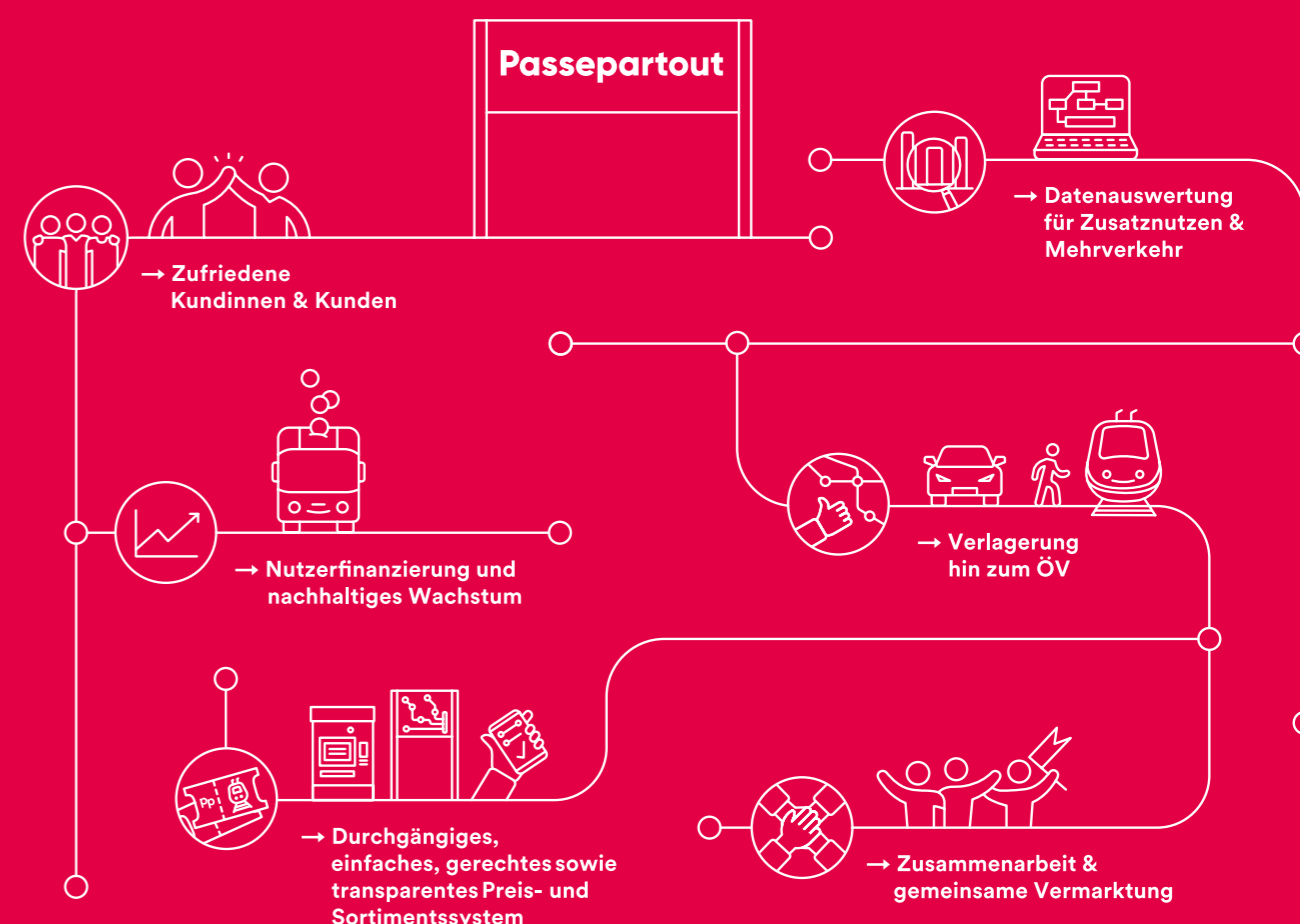 Passepartout
→ Datenauswertung
für Zusatznutzen &
Mehrverkehr
→ Zufriedene
Kundinnen & Kunden
→ Verlagerung
hin zum ÖV
→ Nutzerfinanzierung und
nachhaltiges Wachstum
Pp
→ Durchgängiges,
einfaches, gerechtes sowie
transparentes Preis- und
Sortimentssystem
→ Zusammenarbeit &
gemeinsame Vermarktung